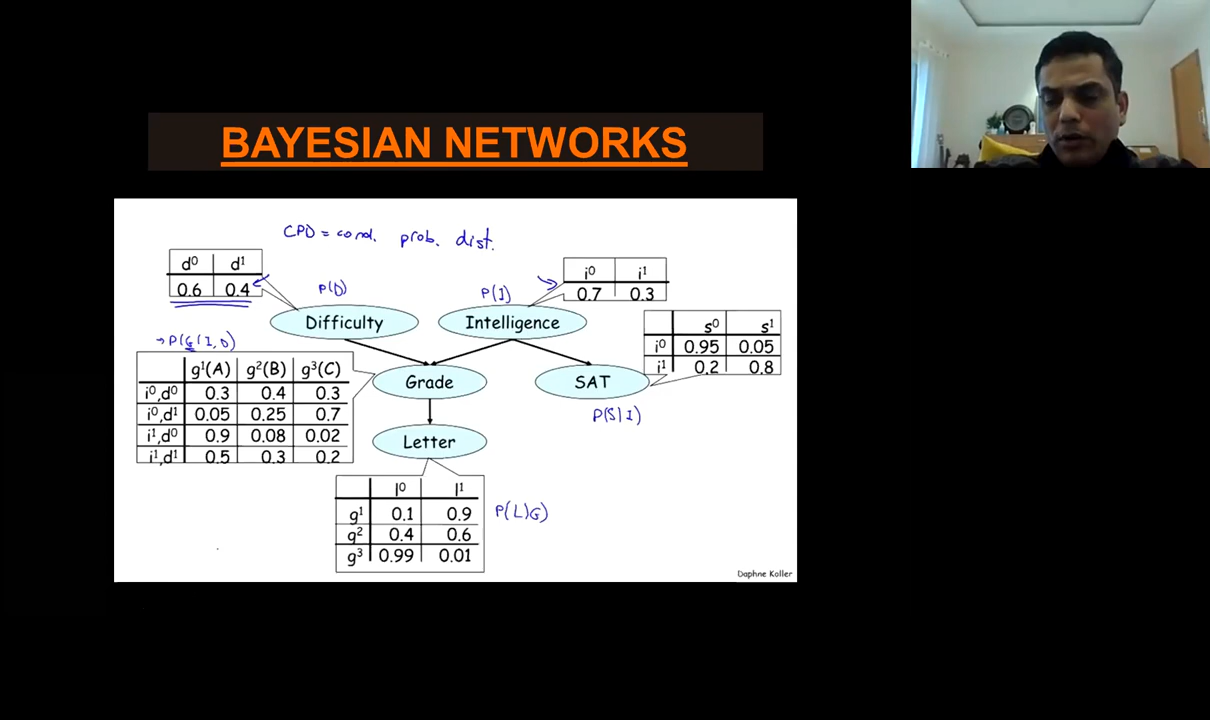 BAYESIAN NETWORKS
CPD = cond. prob. dist.
d⁰ d¹
0.6 0.4
P(D)
P(I)
i⁰ i¹
0.7 0.3
Difficulty
Intelligence
s⁰ s¹
i⁰ 0.95 0.05
i¹ 0.2 0.8
→ P(G|I,D)
g¹(A) g²(B) g³(C)
i⁰,d⁰ 0.3 0.4 0.3
i⁰,d¹ 0.05 0.25 0.7
i¹,d⁰ 0.9 0.08 0.02
i¹,d¹ 0.5 0.3 0.2
Grade
SAT
P(S|I)
Letter
l⁰ l¹
g¹ 0.1 0.9
g² 0.4 0.6
g³ 0.99 0.01
P(L|G)
Daphne Koller